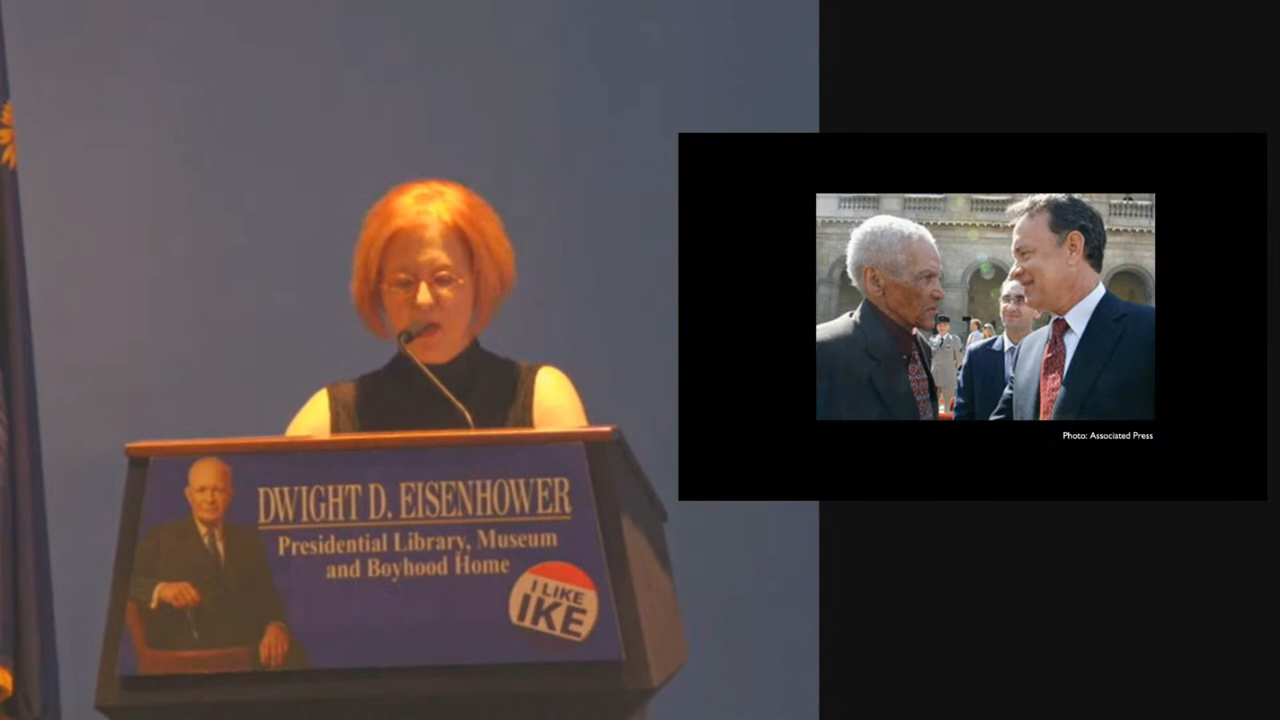 DWIGHT D. EISENHOWER
Presidential Library, Museum
and Boyhood Home
I LIKE
IKE
Photo: Associated Press